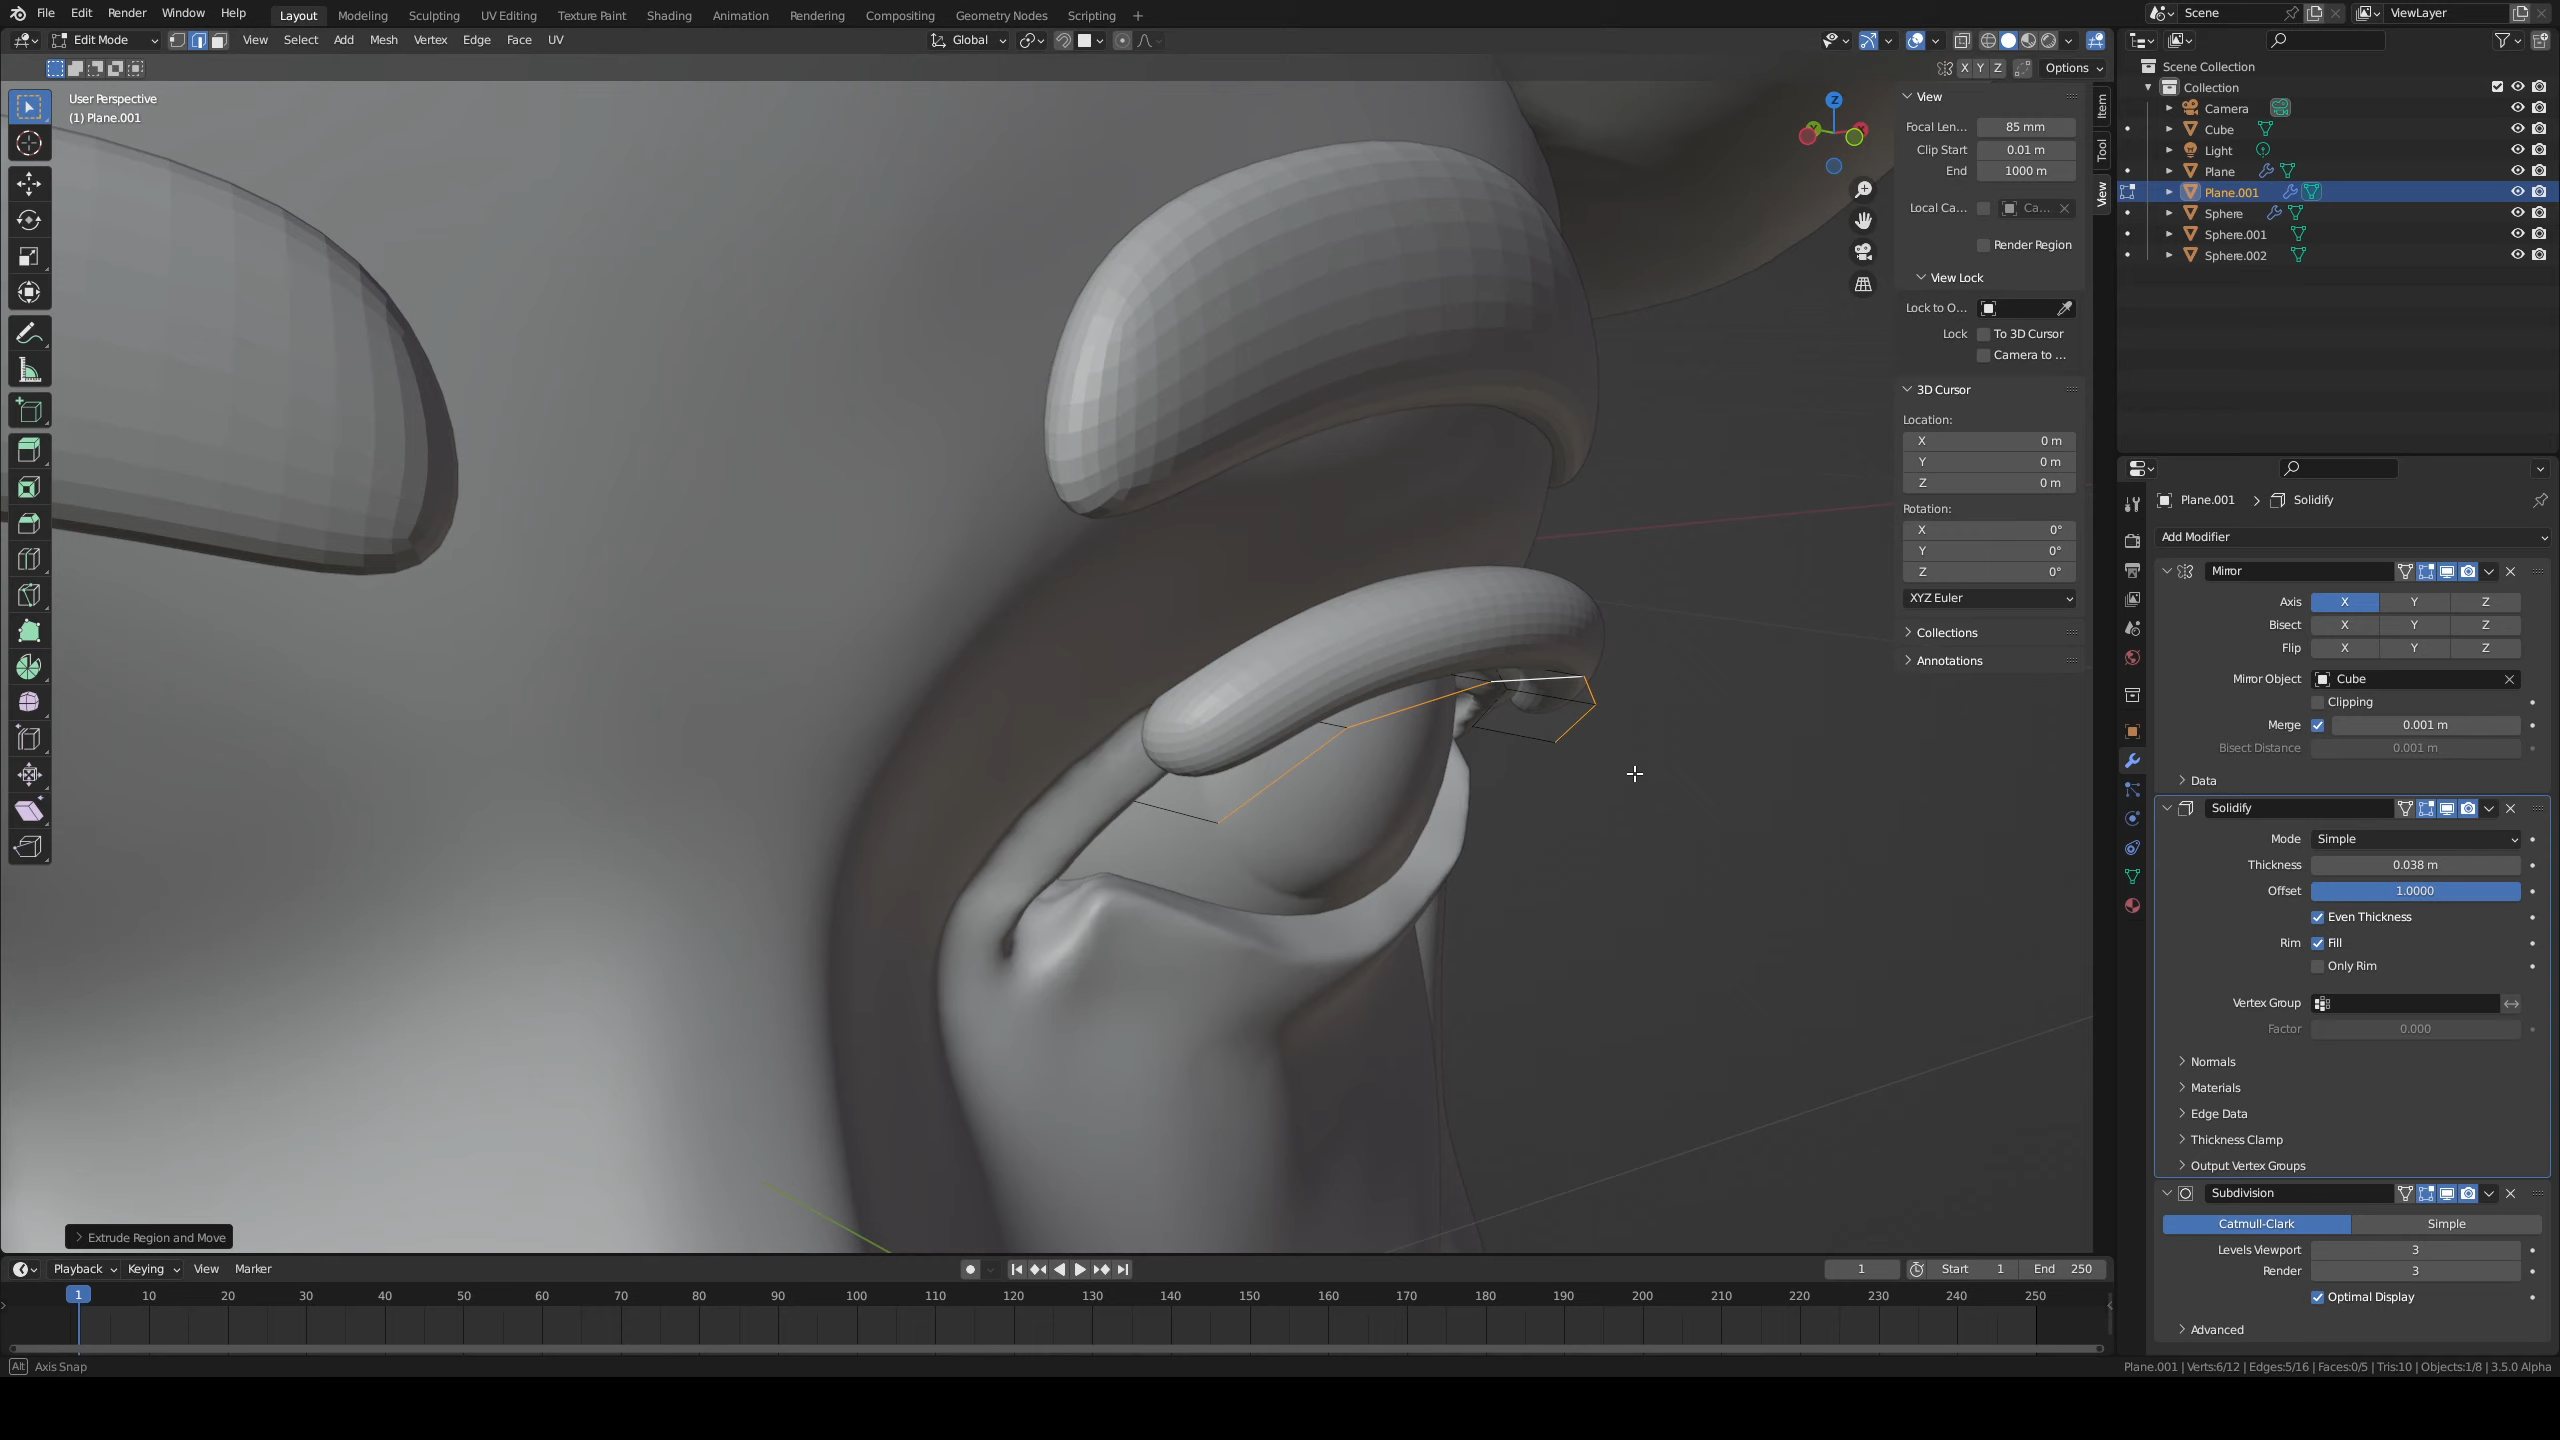 File Edit Render Window Help Layout Modeling Sculpting UV Editing Texture Paint Shading Animation Rendering Compositing Geometry Nodes Scripting + Scene ViewLayer
Edit Mode View Select Add Mesh Vertex Edge Face UV Global
X Y Z Options
User Perspective
(1) Plane.001
Z
View
Focal Len... 85 mm
Clip Start 0.01 m
End 1000 m
Local Ca... Ca...
Render Region
View Lock
Lock to O...
Lock To 3D Cursor
Camera to ...
3D Cursor
Location:
X 0 m
Y 0 m
Z 0 m
Rotation:
X 0°
Y 0°
Z 0°
XYZ Euler
Collections
Annotations
Item
Tool
View
Scene Collection
Collection
Camera
Cube
Light
Plane
Plane.001
Sphere
Sphere.001
Sphere.002
Plane.001 > Solidify
Add Modifier
Mirror
Axis X Y Z
Bisect X Y Z
Flip X Y Z
Mirror Object Cube
Clipping
Merge 0.001 m
Bisect Distance 0.001 m
Data
Solidify
Mode Simple
Thickness 0.038 m
Offset 1.0000
Even Thickness
Rim Fill
Only Rim
Vertex Group
Factor 0.000
Normals
Materials
Edge Data
Thickness Clamp
Output Vertex Groups
Subdivision
Catmull-Clark Simple
Levels Viewport 3
Render 3
Optimal Display
Advanced
Extrude Region and Move
Playback Keying View Marker 1 Start 1 End 250
1 10 20 30 40 50 60 70 80 90 100 110 120 130 140 150 160 170 180 190 200 210 220 230 240 250
Alt Axis Snap
Plane.001 | Verts:6/12 | Edges:5/16 | Faces:0/5 | Tris:10 | Objects:1/8 | 3.5.0 Alpha